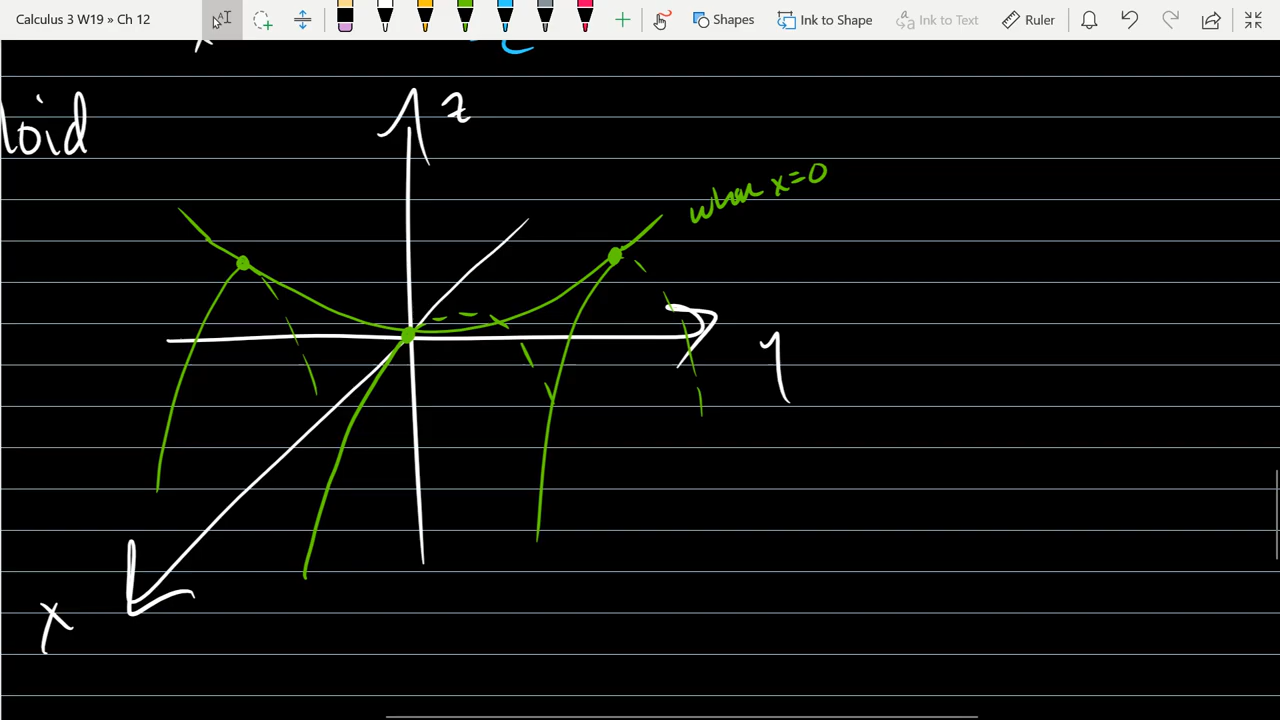 Calculus 3 W19 » Ch 12
Shapes
Ink to Shape
Ink to Text
Ruler
x
loid
z
when x=0
y
x